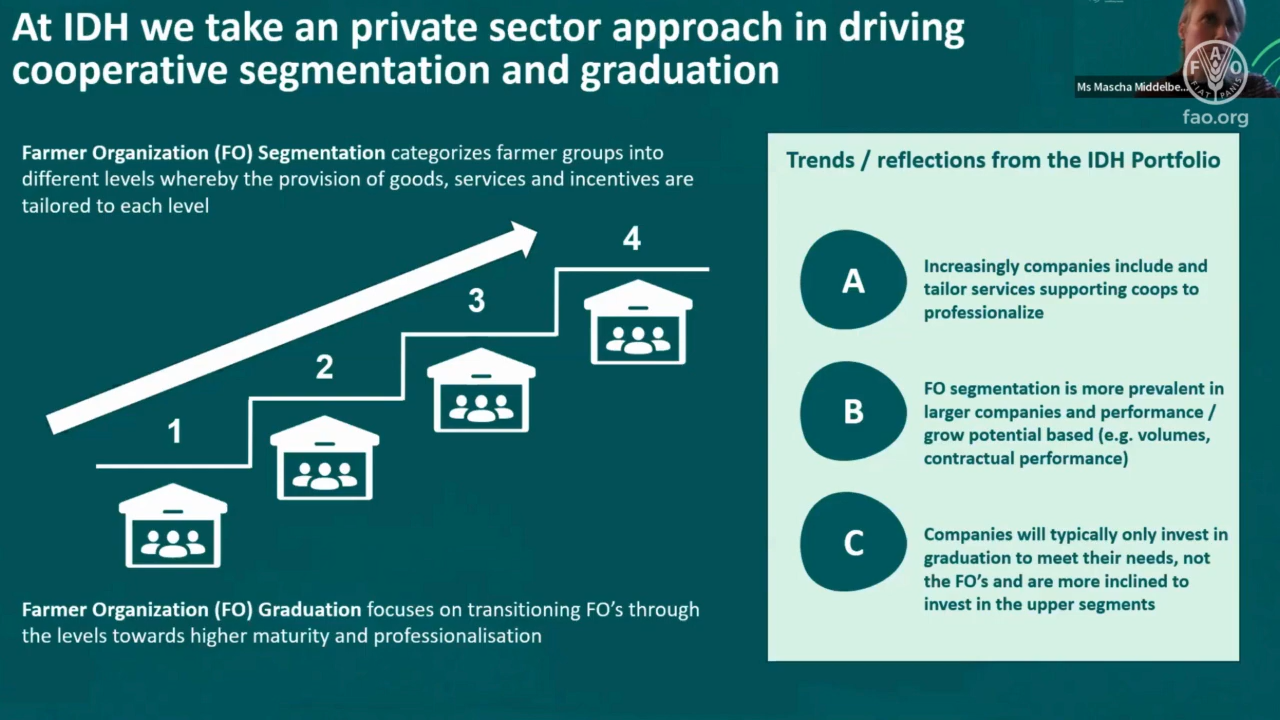 At IDH we take an private sector approach in driving
cooperative segmentation and graduation
Ms Mascha Middelbe...
F A O
FIAT PANIS
fao.org
Farmer Organization (FO) Segmentation categorizes farmer groups into
different levels whereby the provision of goods, services and incentives are
tailored to each level
1
2
3
4
Farmer Organization (FO) Graduation focuses on transitioning FO’s through
the levels towards higher maturity and professionalisation
Trends / reflections from the IDH Portfolio
A
Increasingly companies include and
tailor services supporting coops to
professionalize
B
FO segmentation is more prevalent in
larger companies and performance /
grow potential based (e.g. volumes,
contractual performance)
C
Companies will typically only invest in
graduation to meet their needs, not
the FO’s and are more inclined to
invest in the upper segments